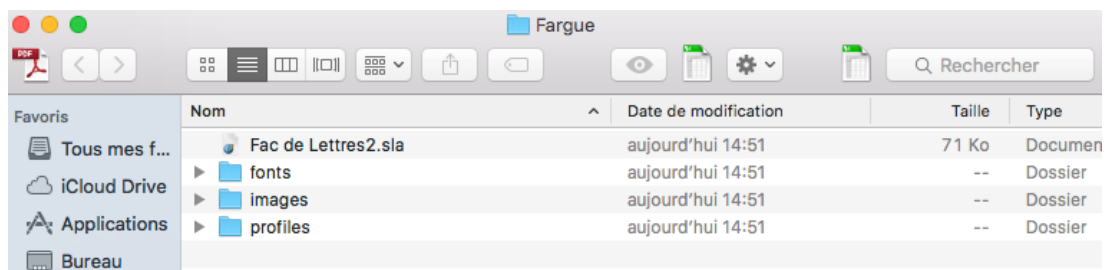 Fargue
PDF
Rechercher
Favoris
Nom Date de modification Taille Type
Tous mes f...
Fac de Lettres2.sla aujourd'hui 14:51 71 Ko Documen
fonts aujourd'hui 14:51 -- Dossier
iCloud Drive
images aujourd'hui 14:51 -- Dossier
Applications
profiles aujourd'hui 14:51 -- Dossier
Bureau